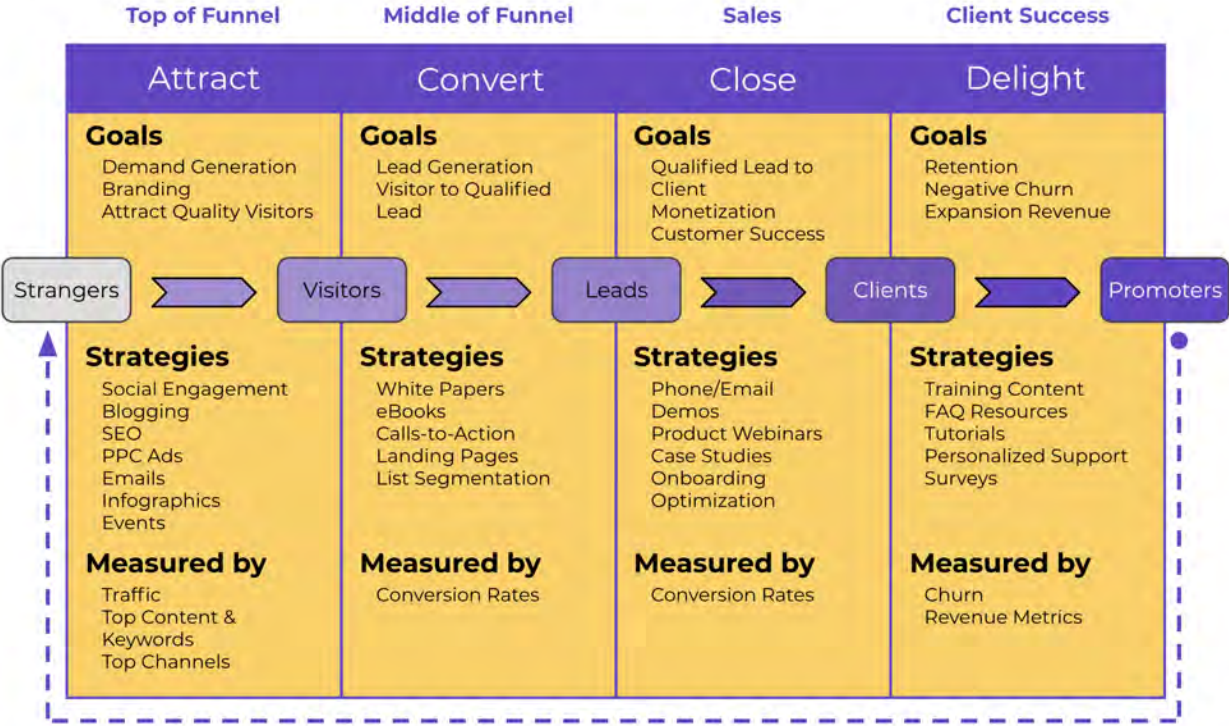 Top of Funnel
Middle of Funnel
Sales
Client Success
Attract
Convert
Close
Delight
Goals
Demand Generation
Branding
Attract Quality Visitors
Goals
Lead Generation
Visitor to Qualified
Lead
Goals
Qualified Lead to
Client
Monetization
Customer Success
Goals
Retention
Negative Churn
Expansion Revenue
Strangers
Visitors
Leads
Clients
Promoters
Strategies
Social Engagement
Blogging
SEO
PPC Ads
Emails
Infographics
Events
Strategies
White Papers
eBooks
Calls-to-Action
Landing Pages
List Segmentation
Strategies
Phone/Email
Demos
Product Webinars
Case Studies
Onboarding
Optimization
Strategies
Training Content
FAQ Resources
Tutorials
Personalized Support
Surveys
Measured by
Traffic
Top Content &
Keywords
Top Channels
Measured by
Conversion Rates
Measured by
Conversion Rates
Measured by
Churn
Revenue Metrics